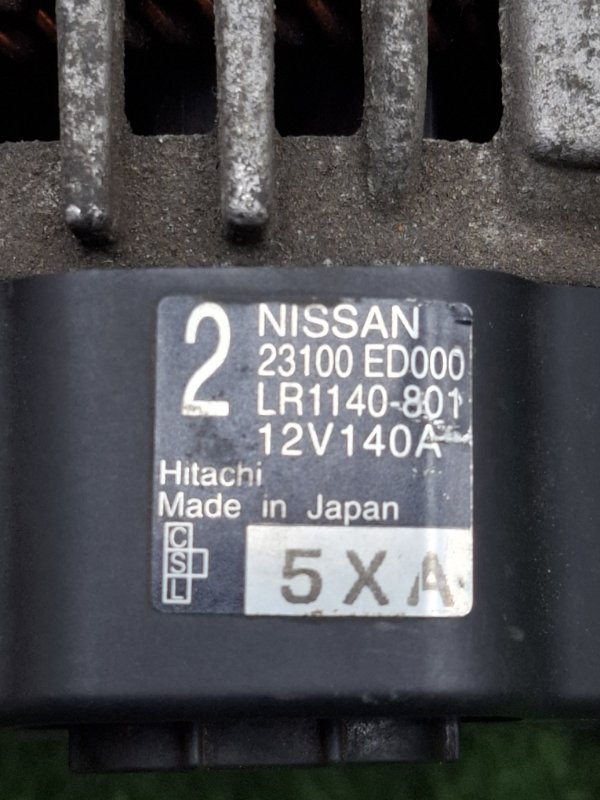 2
NISSAN
23100 ED000
LR1140-801
12V140A
Hitachi
Made in Japan
C
S
L
5XA